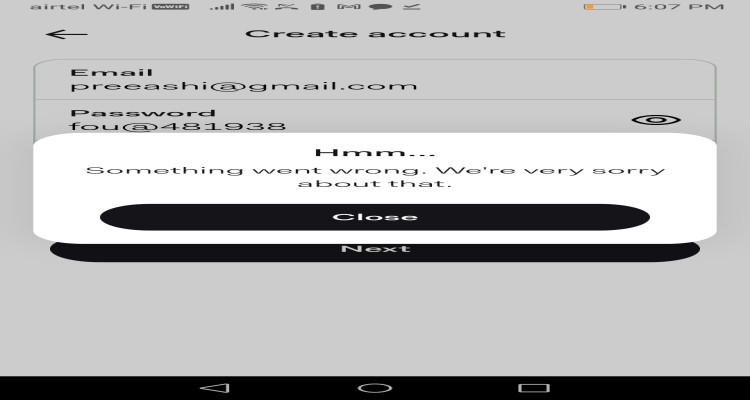 airtel Wi-Fi VoWiFi 6:07 PM
Create account
Email
preeashi@gmail.com
Password
fou@481938
Hmm...
Something went wrong. We're very sorry
about that.
Close
Next